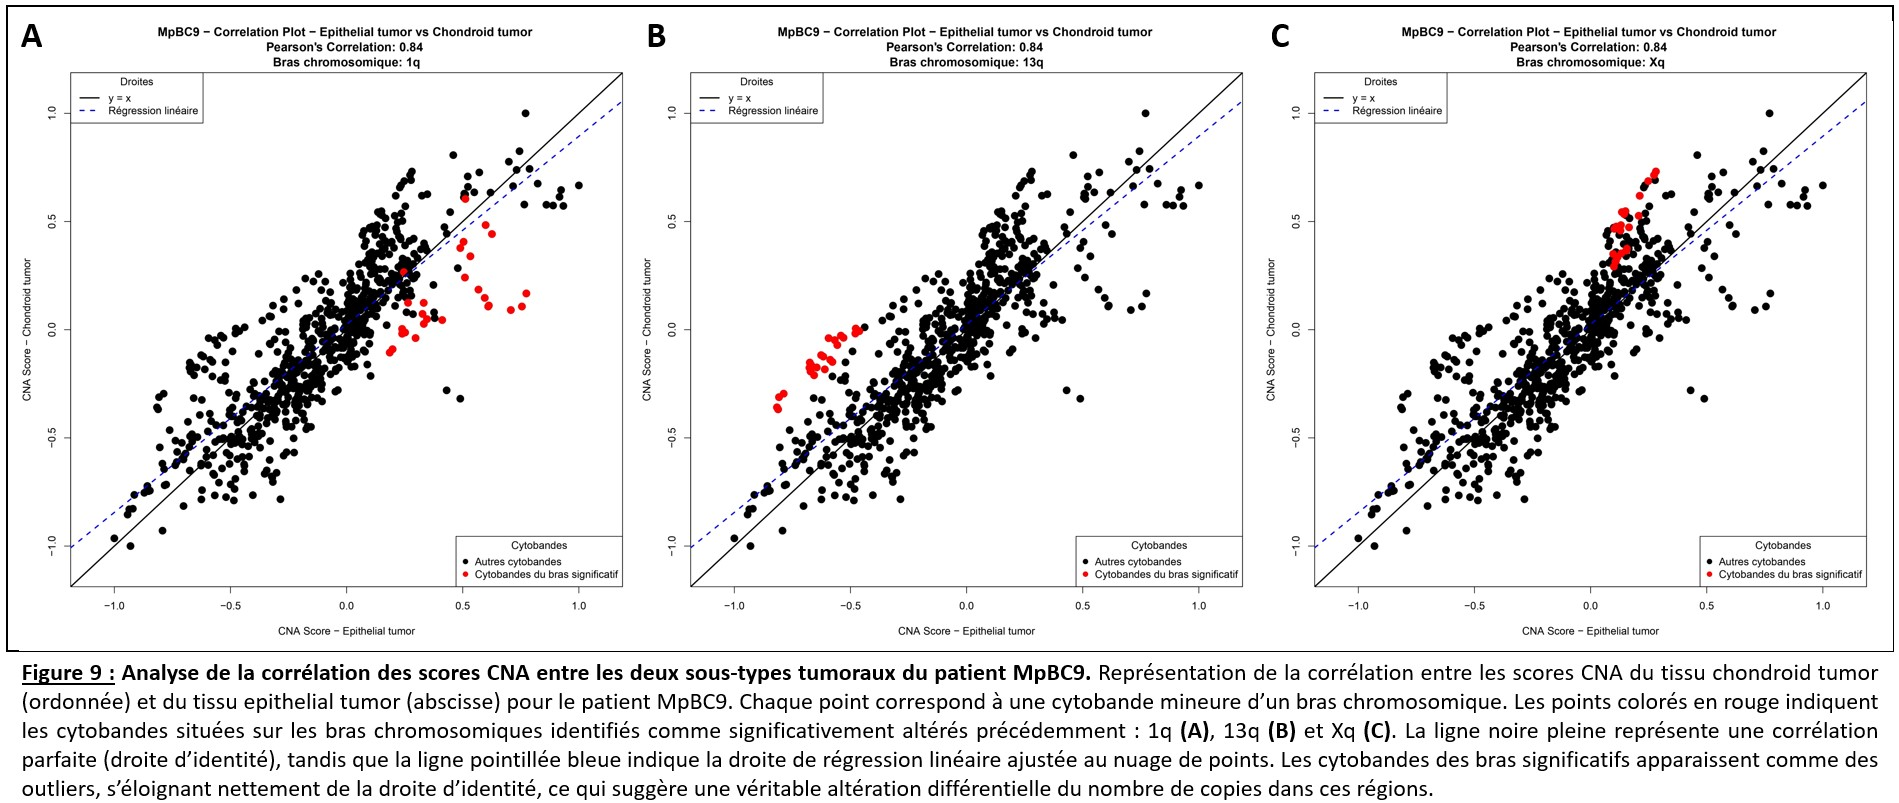 A
MpBC9 − Correlation Plot − Epithelial tumor vs Chondroid tumor
Pearson's Correlation: 0.84
Bras chromosomique: 1q
Droites
y = x
Régression linéaire
1.0
0.5
0.0
−0.5
−1.0
CNA Score − Chondroid tumor
Cytobandes
Autres cytobandes
Cytobandes du bras significatif
−1.0 −0.5 0.0 0.5 1.0
CNA Score − Epithelial tumor
B
MpBC9 − Correlation Plot − Epithelial tumor vs Chondroid tumor
Pearson's Correlation: 0.84
Bras chromosomique: 13q
Droites
y = x
Régression linéaire
1.0
0.5
0.0
−0.5
−1.0
CNA Score − Chondroid tumor
Cytobandes
Autres cytobandes
Cytobandes du bras significatif
−1.0 −0.5 0.0 0.5 1.0
CNA Score − Epithelial tumor
C
MpBC9 − Correlation Plot − Epithelial tumor vs Chondroid tumor
Pearson's Correlation: 0.84
Bras chromosomique: Xq
Droites
y = x
Régression linéaire
1.0
0.5
0.0
−0.5
−1.0
CNA Score − Chondroid tumor
Cytobandes
Autres cytobandes
Cytobandes du bras significatif
−1.0 −0.5 0.0 0.5 1.0
CNA Score − Epithelial tumor
Figure 9 : Analyse de la corrélation des scores CNA entre les deux sous-types tumoraux du patient MpBC9. Représentation de la corrélation entre les scores CNA du tissu chondroid tumor
(ordonnée) et du tissu epithelial tumor (abscisse) pour le patient MpBC9. Chaque point correspond à une cytobande mineure d’un bras chromosomique. Les points colorés en rouge indiquent
les cytobandes situées sur les bras chromosomiques identifiés comme significativement altérés précédemment : 1q (A), 13q (B) et Xq (C). La ligne noire pleine représente une corrélation
parfaite (droite d’identité), tandis que la ligne pointillée bleue indique la droite de régression linéaire ajustée au nuage de points. Les cytobandes des bras significatifs apparaissent comme des
outliers, s’éloignant nettement de la droite d’identité, ce qui suggère une véritable altération différentielle du nombre de copies dans ces régions.